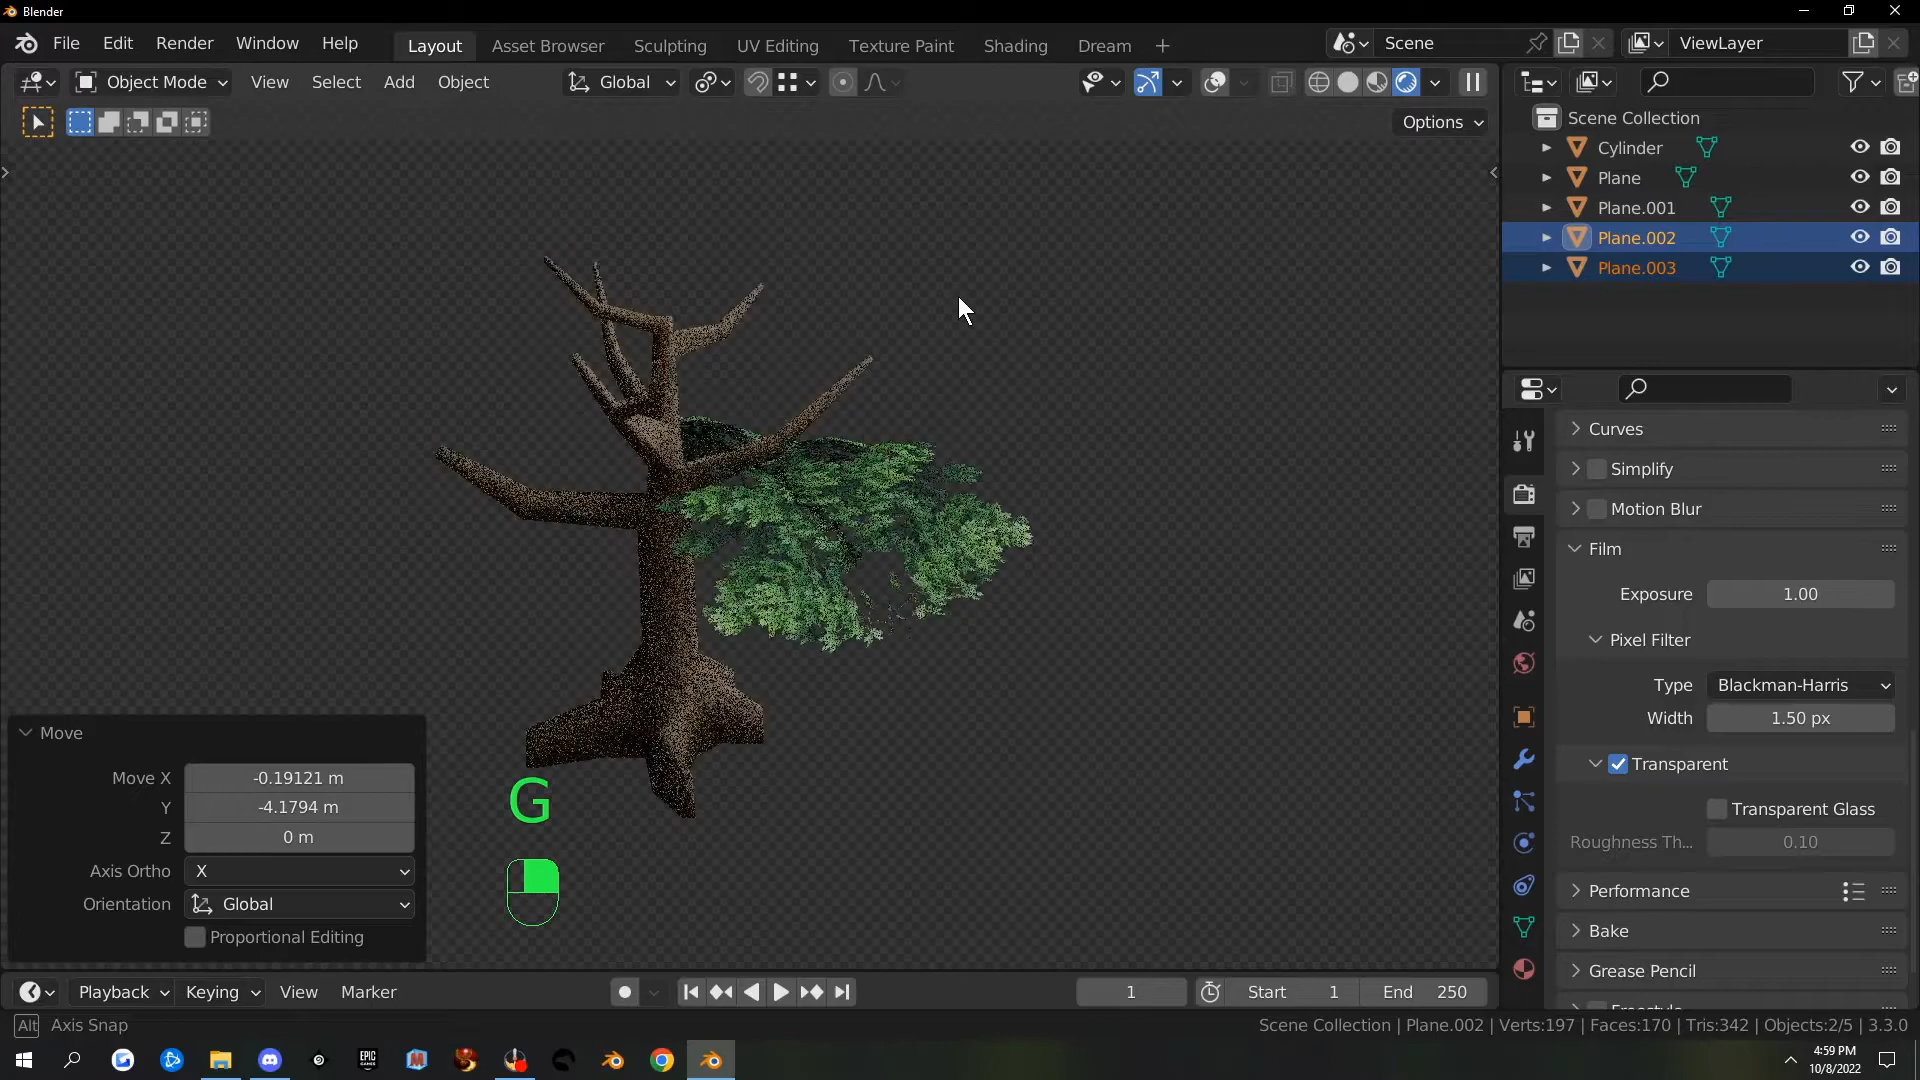 Blender
File Edit Render Window Help Layout Asset Browser Sculpting UV Editing Texture Paint Shading Dream Scene ViewLayer
Object Mode View Select Add Object Global
Options
Scene Collection
Cylinder
Plane
Plane.001
Plane.002
Plane.003
Curves
Simplify
Motion Blur
Film
Exposure 1.00
Pixel Filter
Type Blackman-Harris
Width 1.50 px
Transparent
Transparent Glass
Roughness Th... 0.10
Performance
Bake
Grease Pencil
Move
Move X -0.19121 m
Y -4.1794 m
Z 0 m
Axis Ortho X
Orientation Global
Proportional Editing
G
Playback Keying View Marker 1 Start 1 End 250
Alt Axis Snap Scene Collection | Plane.002 | Verts:197 | Faces:170 | Tris:342 | Objects:2/5 | 3.3.0
EPIC GAMES
4:59 PM
10/8/2022